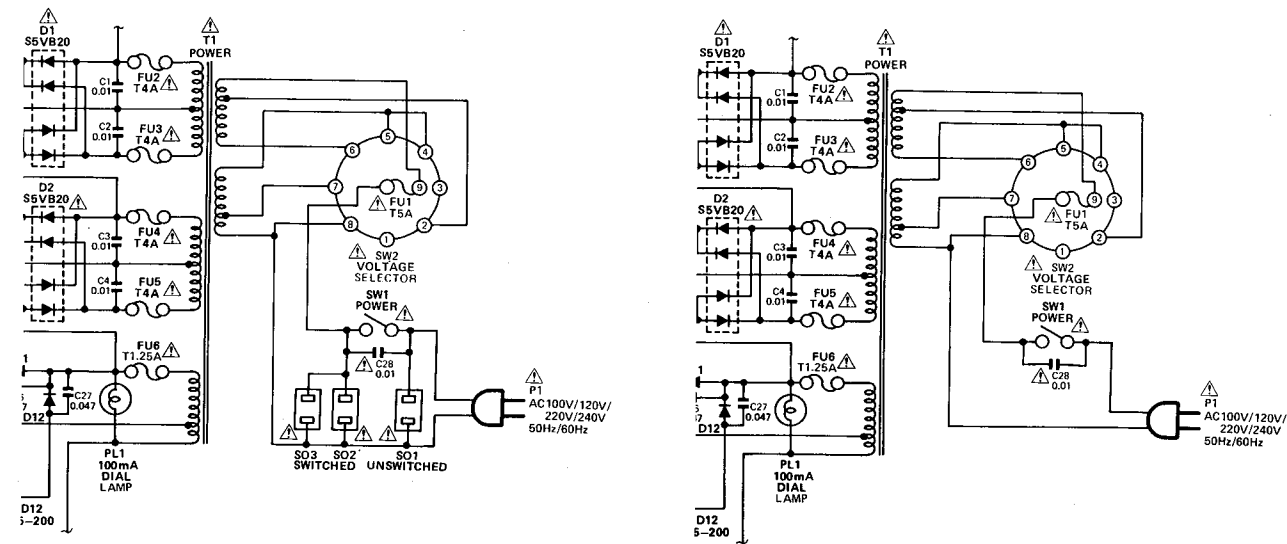 D1
S5VB20
T1
POWER
C1
0.01
FU2
T4A
C2
0.01
FU3
T4A
5
6
4
7
9
3
FU1
T5A
8
2
1
SW2
VOLTAGE
SELECTOR
D2
S5VB20
FU4
T4A
C3
0.01
C4
0.01
FU5
T4A
SW1
POWER
C28
0.01
FU6
T1.25A
1
C27
0.047
7
D12
P1
AC100V/120V/
220V/240V
50Hz/60Hz
SO3
SWITCHED
SO2
SO1
UNSWITCHED
PL1
100mA
DIAL
LAMP
D12
5-200
D1
S5VB20
T1
POWER
C1
0.01
FU2
T4A
C2
0.01
FU3
T4A
5
6
4
7
9
3
FU1
T5A
8
2
1
SW2
VOLTAGE
SELECTOR
D2
S5VB20
FU4
T4A
C3
0.01
C4
0.01
FU5
T4A
SW1
POWER
C28
0.01
FU6
T1.25A
1
C27
0.047
D12
P1
AC100V/120V/
220V/240V
50Hz/60Hz
PL1
100mA
DIAL
LAMP
D12
5-200